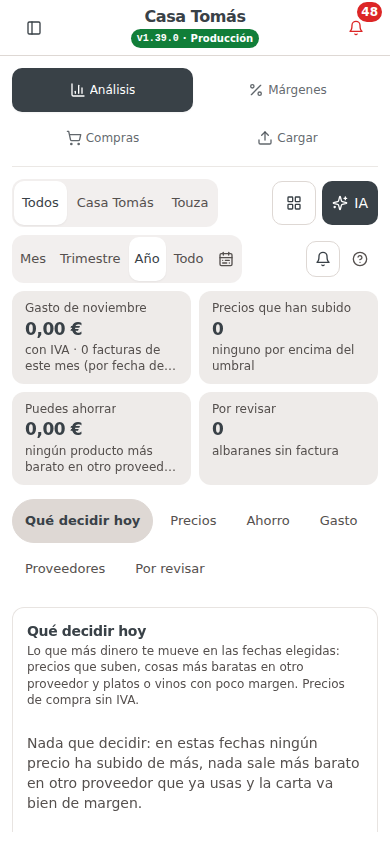 Casa Tomás
48
v1.39.0 · Producción
Análisis
Márgenes
Compras
Cargar
Todos
Casa Tomás
Touza
IA
Mes
Trimestre
Año
Todo
Gasto de noviembre
0,00 €
con IVA · 0 facturas de
este mes (por fecha de…
Precios que han subido
0
ninguno por encima del
umbral
Puedes ahorrar
0,00 €
ningún producto más
barato en otro proveed…
Por revisar
0
albaranes sin factura
Qué decidir hoy
Precios
Ahorro
Gasto
Proveedores
Por revisar
Qué decidir hoy
Lo que más dinero te mueve en las fechas elegidas:
precios que suben, cosas más baratas en otro
proveedor y platos o vinos con poco margen. Precios
de compra sin IVA.
Nada que decidir: en estas fechas ningún
precio ha subido de más, nada sale más barato
en otro proveedor que ya usas y la carta va
bien de margen.